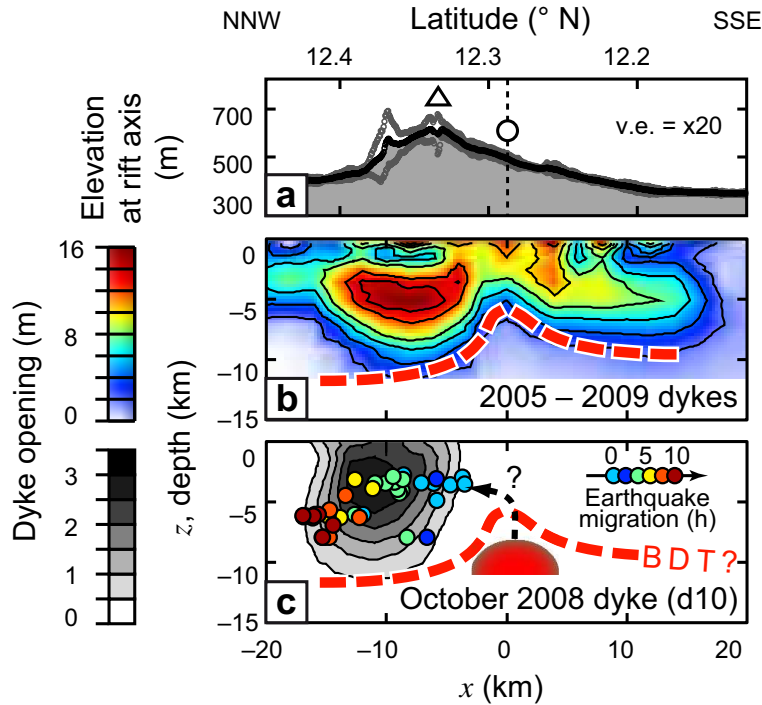 NNW Latitude (° N) SSE
12.4 12.3 12.2
Elevation
at rift axis
(m)
700
500
300
v.e. = x20
a
Dyke opening (m)
16
8
0
z, depth (km)
0
−5
−10
−15
b
2005 – 2009 dykes
3
2
1
0
0
−5
−10
−15
?
0 5 10
Earthquake
migration (h)
BDT?
c
October 2008 dyke (d10)
−20 −10 0 10 20
x (km)